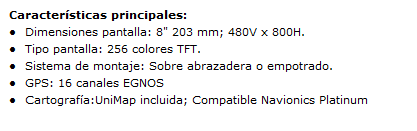 Características principales:
● Dimensiones pantalla: 8" 203 mm; 480V x 800H.
● Tipo pantalla: 256 colores TFT.
● Sistema de montaje: Sobre abrazadera o empotrado.
● GPS: 16 canales EGNOS
● Cartografía:UniMap incluida; Compatible Navionics Platinum